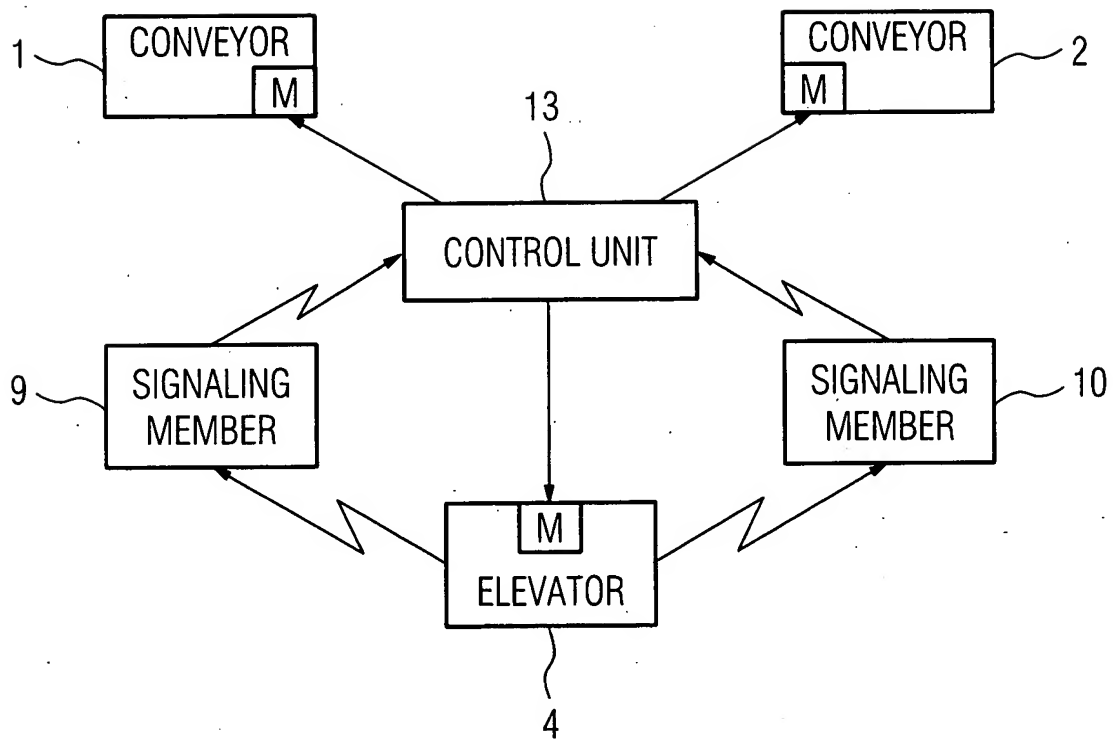 1
CONVEYOR
M
CONVEYOR
M
2
13
CONTROL UNIT
9
SIGNALING
MEMBER
SIGNALING
MEMBER
10
M
ELEVATOR
4